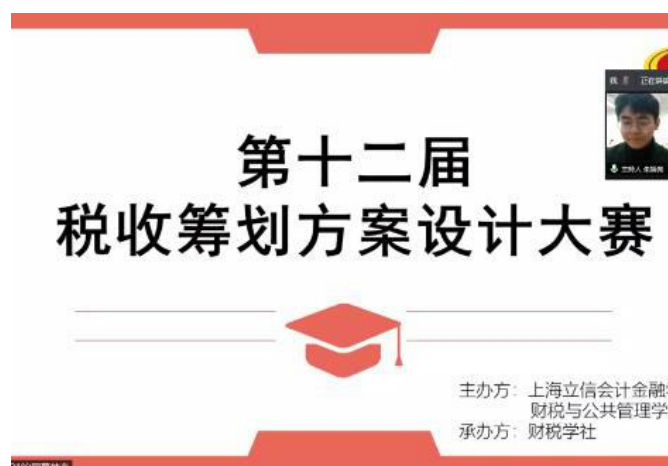 第十二届
税收筹划方案设计大赛
主办方：上海立信会计金融
财税与公共管理学
承办方：财税学社